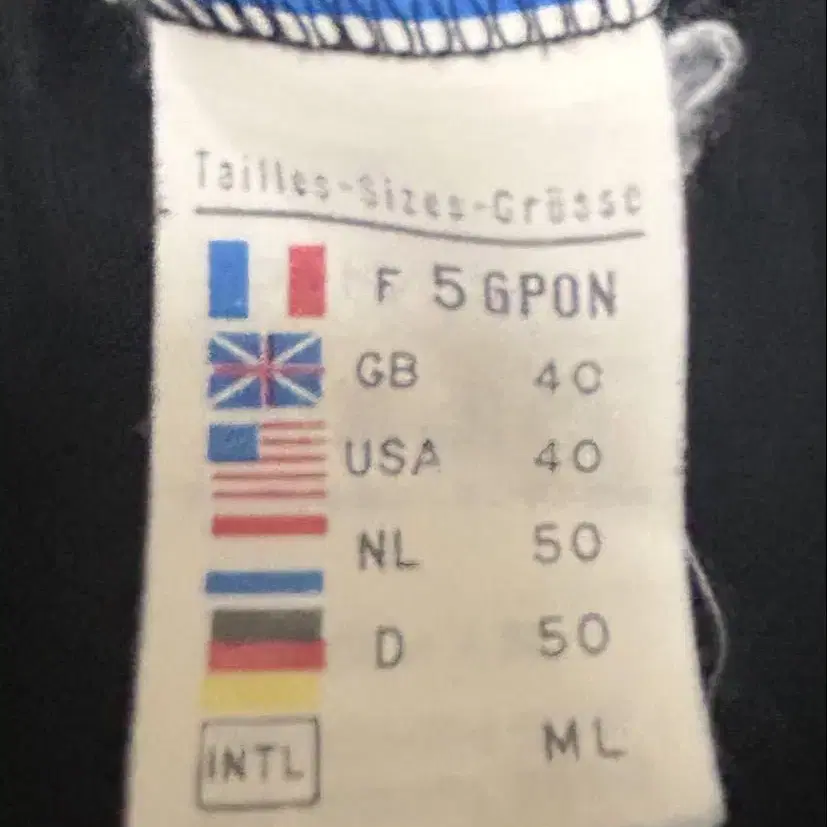 Tailles-Sizes-Grösse
F 5 GPON
GB 40
USA 40
NL 50
D 50
INTL ML